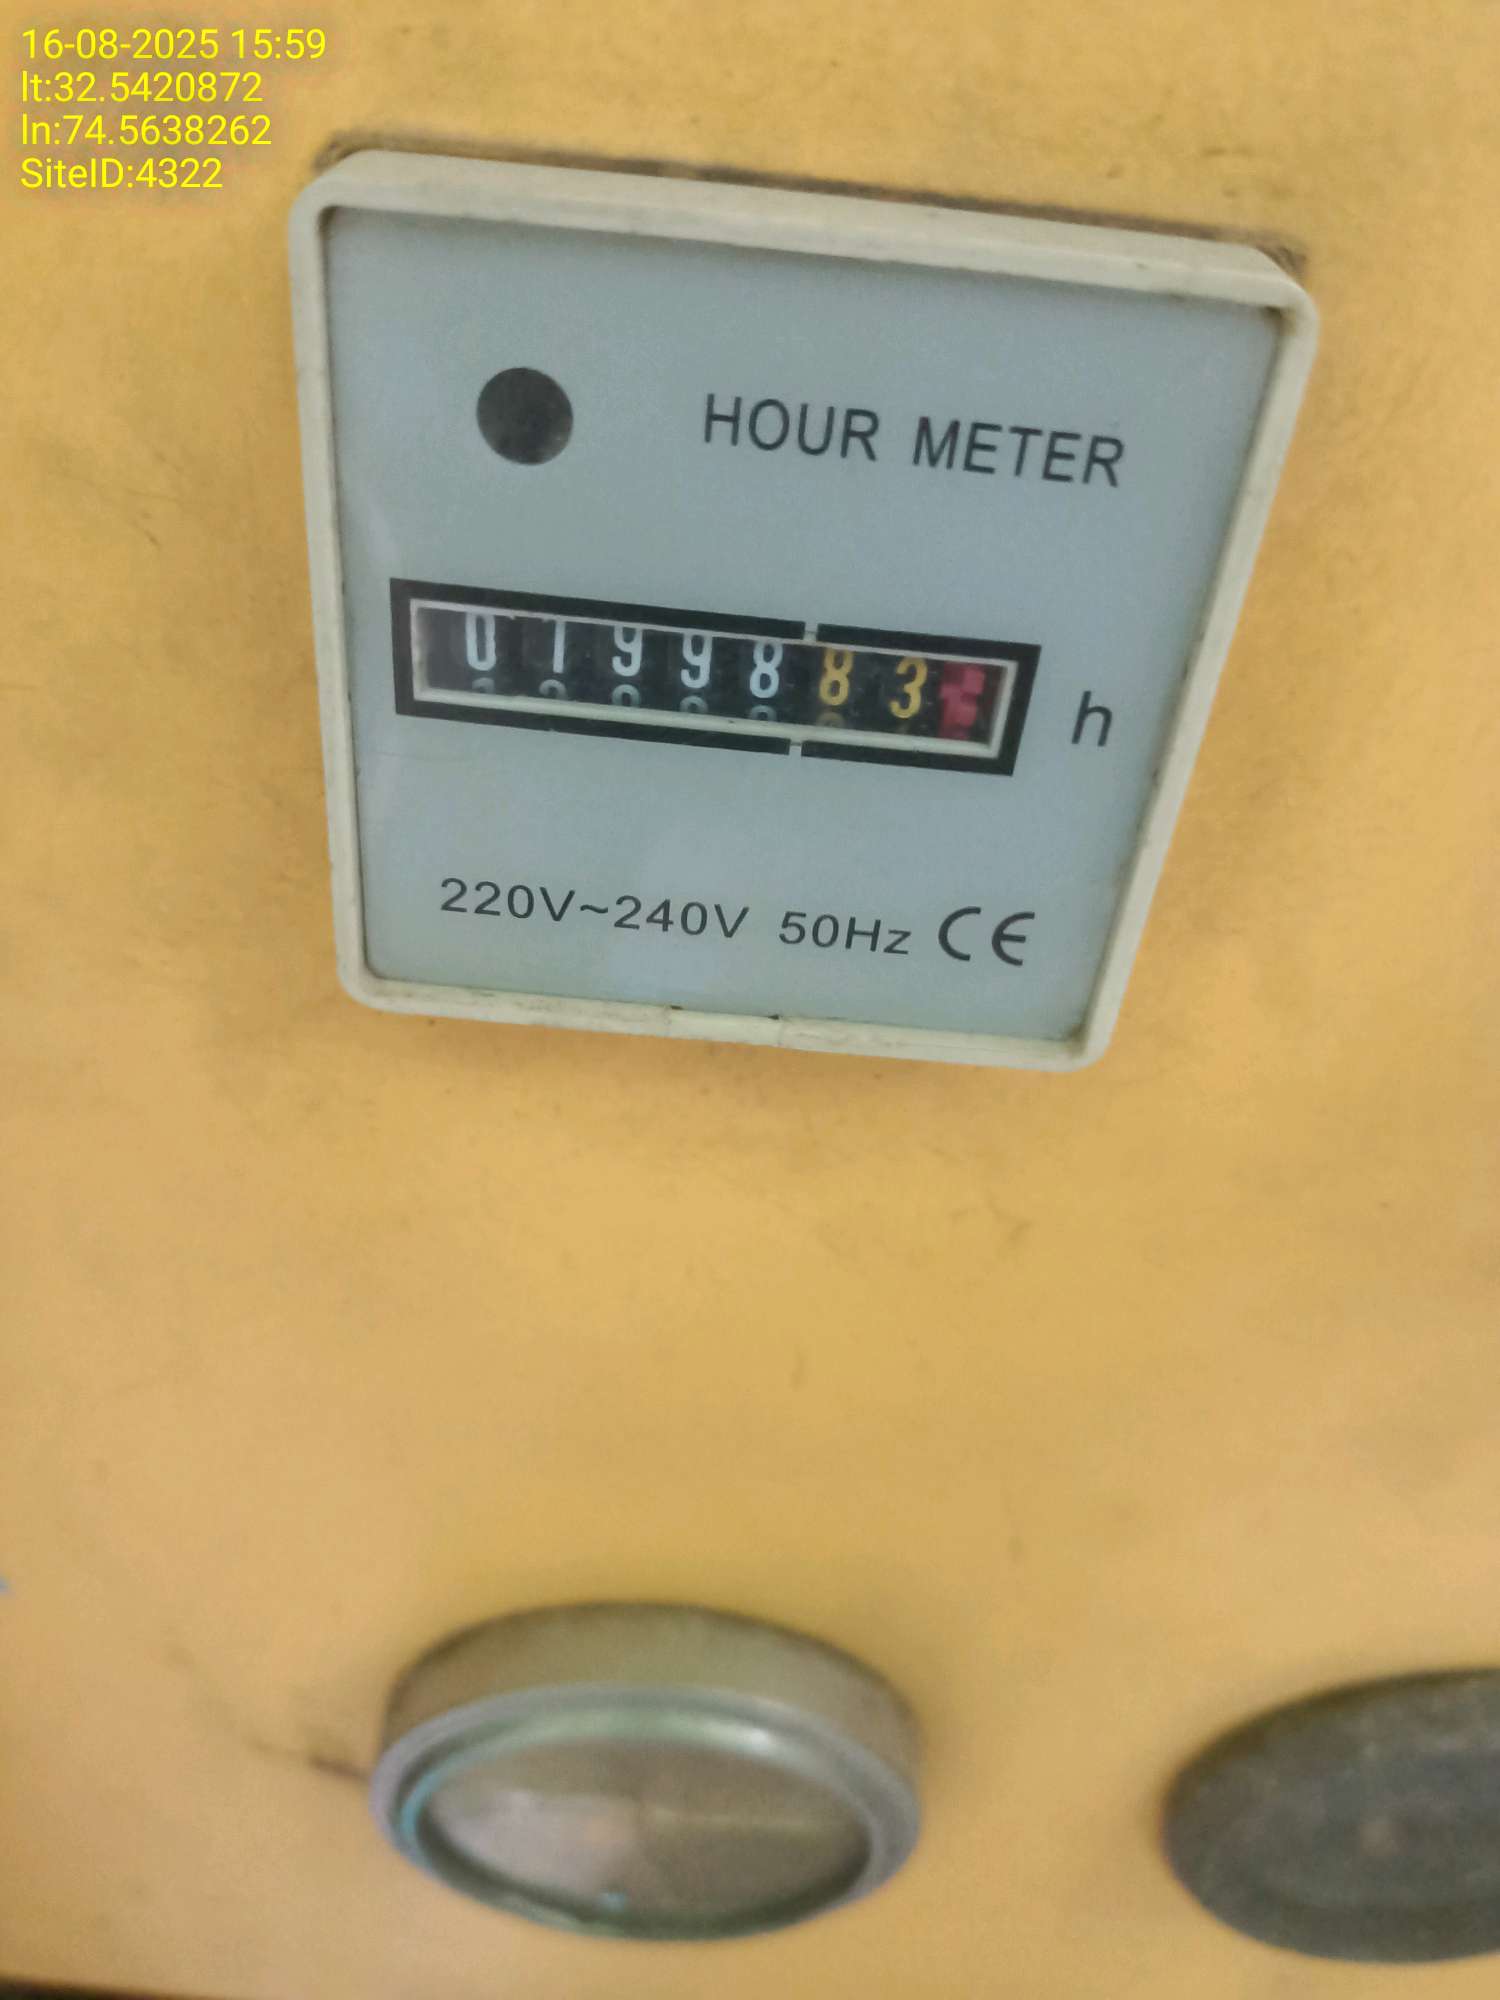 16-08-2025 15:59
lt:32.5420872
ln:74.5638262
SiteID:4322
HOUR METER
0199883 h
220V~240V 50Hz CE